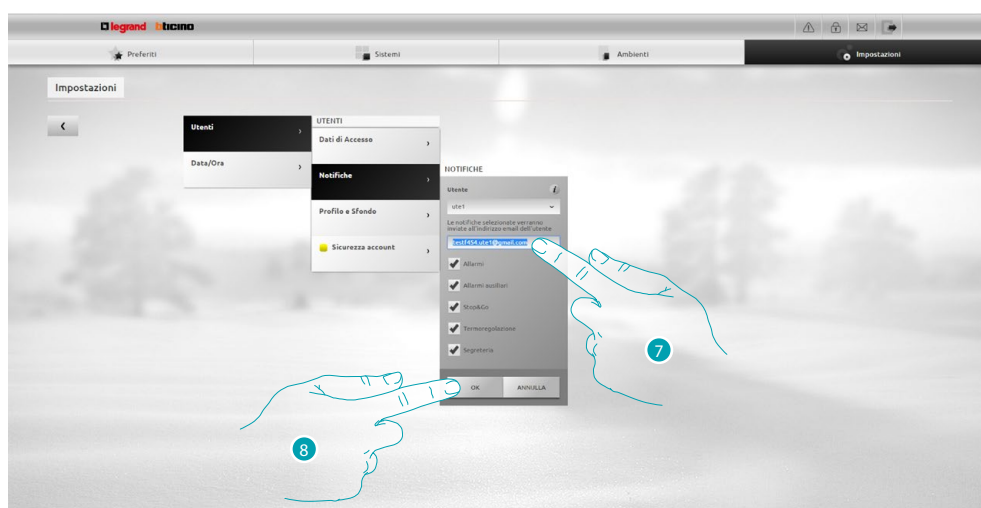 legrand bticino
Preferiti
Sistemi
Ambienti
Impostazioni
Impostazioni
Utenti
Data/Ora
UTENTI
Dati di Accesso
Notifiche
Profilo e Sfondo
Sicurezza account
NOTIFICHE
Utente
ute1
Le notifiche selezionate verranno
inviate all'indirizzo email dell'utente
testf454.ute1@gmail.com
Allarmi
Allarmi ausiliari
Stop&Go
Termoregolazione
Segreteria
OK ANNULLA
7
8